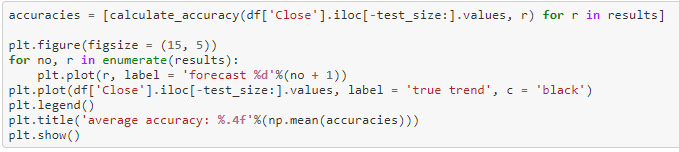 accuracies = [calculate_accuracy(df['Close'].iloc[-test_size:].values, r) for r in results]
plt.figure(figsize = (15, 5))
for no, r in enumerate(results):
    plt.plot(r, label = 'forecast %d'%(no + 1))
plt.plot(df['Close'].iloc[-test_size:].values, label = 'true trend', c = 'black')
plt.legend()
plt.title('average accuracy: %.4f'%(np.mean(accuracies)))
plt.show()